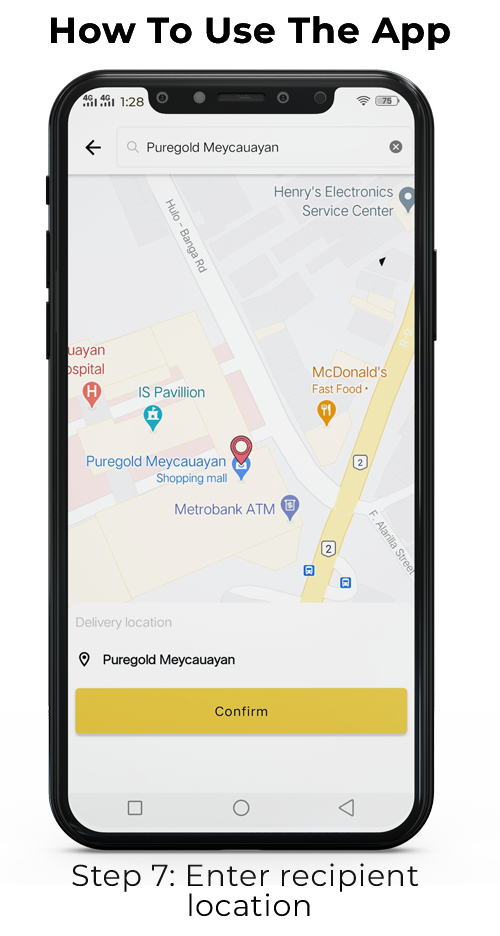 How To Use The App
4G 4G 1:28
75
Puregold Meycauayan
Henry's Electronics
Service Center
Hulo - Banga Rd
R-9
uayan
ospital
H
IS Pavillion
McDonald's
Fast Food •
Puregold Meycauayan
Shopping mall
2
Metrobank ATM
2
F. Alarilla Street
Delivery location
Puregold Meycauayan
Confirm
Step 7: Enter recipient
location